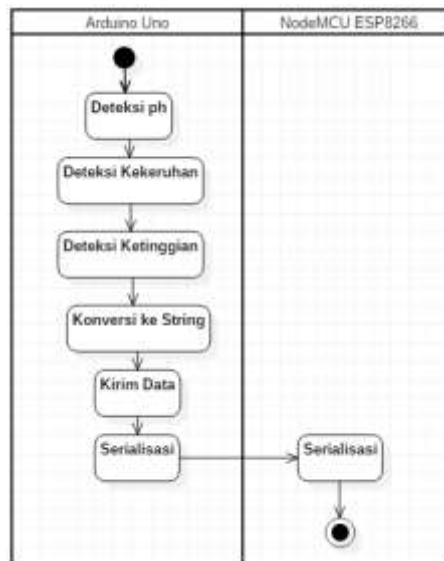 Arduino Uno
NodeMCU ESP8266
Deteksi ph
Deteksi Kekeruhan
Deteksi Ketinggian
Konversi ke String
Kirim Data
Serialisasi
Serialisasi